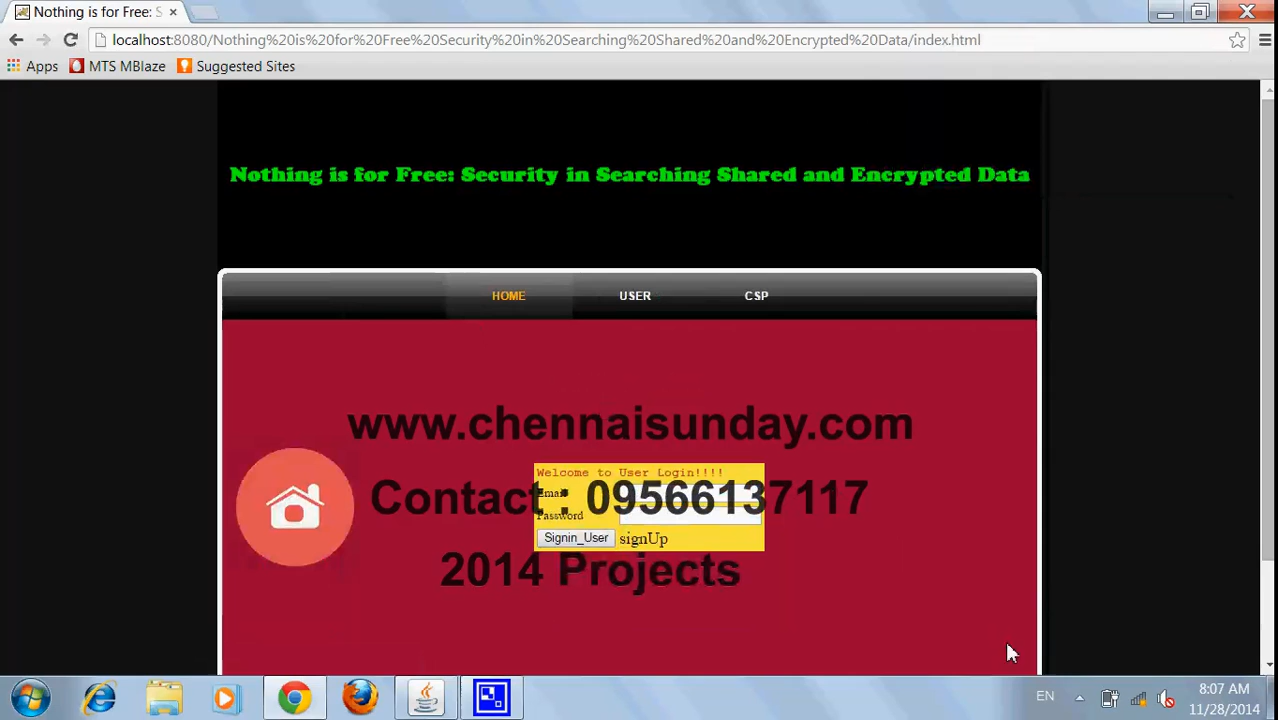 Nothing is for Free: S
localhost:8080/Nothing%20is%20for%20Free%20Security%20in%20Searching%20Shared%20and%20Encrypted%20Data/index.html
Apps MTS MBlaze Suggested Sites
Nothing is for Free: Security in Searching Shared and Encrypted Data
HOME USER CSP
www.chennaisunday.com
Welcome to User Login!!!!
Email
Contact : 09566137117
Password
Signin_User signUp
2014 Projects
EN
8:07 AM
11/28/2014